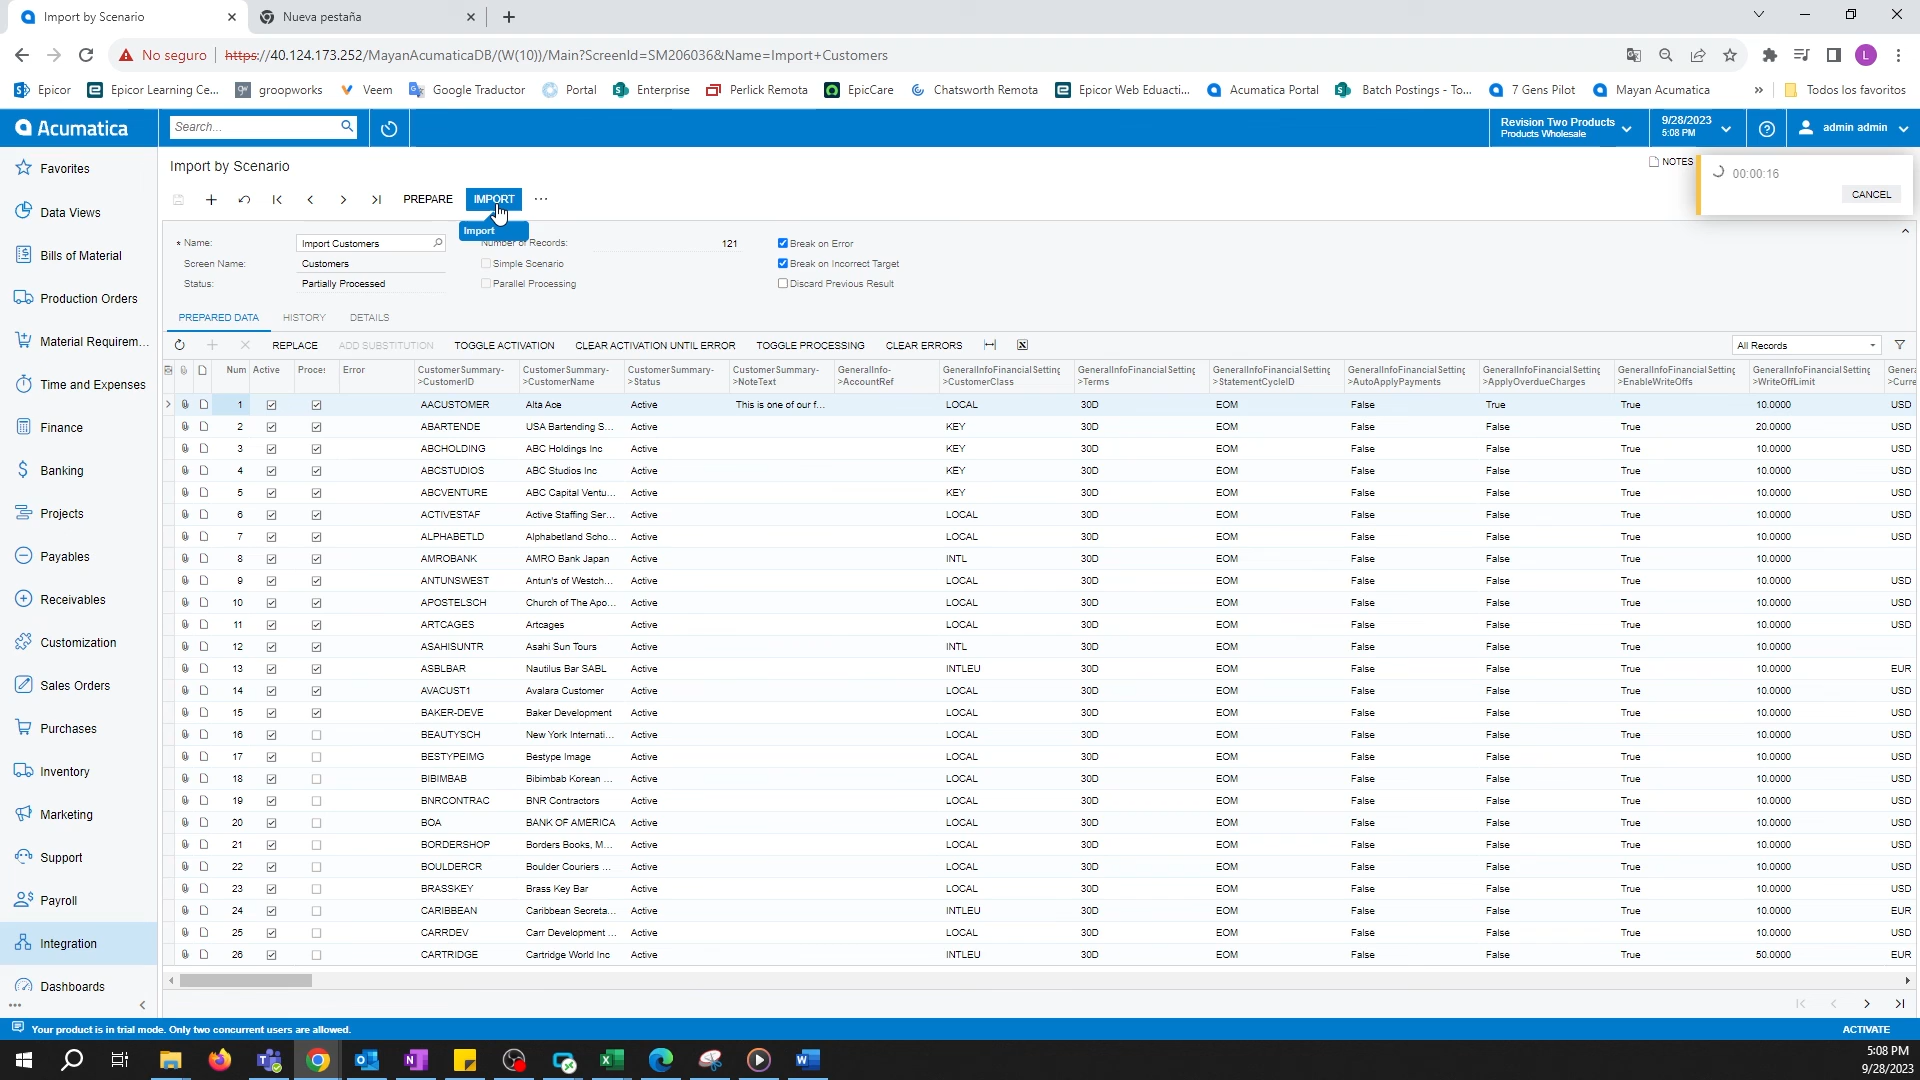 Import by Scenario
Nueva pestaña
No seguro
https://40.124.173.252/MayanAcumaticaDB/(W(10))/Main?ScreenId=SM206036&Name=Import+Customers
L
Epicor
Epicor Learning Ce...
groopworks
Veem
Google Traductor
Portal
Enterprise
Perlick Remota
EpicCare
Chatsworth Remota
Epicor Web Eduacti...
Acumatica Portal
Batch Postings - To...
7 Gens Pilot
Mayan Acumatica
»
Todos los favoritos
Acumatica
Search...
Revision Two Products
Products Wholesale
9/28/2023
5:08 PM
admin admin
Favorites
Data Views
Bills of Material
Production Orders
Material Requirem...
Time and Expenses
Finance
Banking
Projects
Payables
Receivables
Customization
Sales Orders
Purchases
Inventory
Marketing
Support
Payroll
Integration
Dashboards
Import by Scenario
NOTES
00:00:16
CANCEL
PREPARE
IMPORT
...
Import
* Name:
Import Customers
Number of Records:
121
Break on Error
Screen Name:
Customers
Simple Scenario
Break on Incorrect Target
Status:
Partially Processed
Parallel Processing
Discard Previous Result
PREPARED DATA
HISTORY
DETAILS
REPLACE
ADD SUBSTITUTION
TOGGLE ACTIVATION
CLEAR ACTIVATION UNTIL ERROR
TOGGLE PROCESSING
CLEAR ERRORS
All Records
Num Active Proces Error CustomerSummary->CustomerID CustomerSummary->CustomerName CustomerSummary->Status CustomerSummary->NoteText GeneralInfo->AccountRef GeneralInfoFinancialSetting >CustomerClass GeneralInfoFinancialSetting >Terms GeneralInfoFinancialSetting >StatementCycleID GeneralInfoFinancialSetting >AutoApplyPayments GeneralInfoFinancialSetting >ApplyOverdueCharges GeneralInfoFinancialSetting >EnableWriteOffs GeneralInfoFinancialSetting >WriteOffLimit Genera >Curre
1 AACUSTOMER Alta Ace Active This is one of our f... LOCAL 30D EOM False True True 10.0000 USD
2 ABARTENDE USA Bartending S... Active KEY 30D EOM False False True 20.0000 USD
3 ABCHOLDING ABC Holdings Inc Active KEY 30D EOM False False True 10.0000 USD
4 ABCSTUDIOS ABC Studios Inc Active KEY 30D EOM False False True 10.0000 USD
5 ABCVENTURE ABC Capital Ventu... Active KEY 30D EOM False False True 10.0000 USD
6 ACTIVESTAF Active Staffing Ser... Active LOCAL 30D EOM False False True 10.0000 USD
7 ALPHABETLD Alphabetland Scho... Active LOCAL 30D EOM False False True 10.0000 USD
8 AMROBANK AMRO Bank Japan Active INTL 30D EOM False False True 10.0000
9 ANTUNSWEST Antun's of Westch... Active LOCAL 30D EOM False False True 10.0000 USD
10 APOSTELSCH Church of The Apo... Active LOCAL 30D EOM False False True 10.0000 USD
11 ARTCAGES Artcages Active LOCAL 30D EOM False False True 10.0000 USD
12 ASAHISUNTR Asahi Sun Tours Active INTL 30D EOM False False True 10.0000
13 ASBLBAR Nautilus Bar SABL Active INTLEU 30D EOM False False True 10.0000 EUR
14 AVACUST1 Avalara Customer Active LOCAL 30D EOM False False True 10.0000 USD
15 BAKER-DEVE Baker Development Active LOCAL 30D EOM False False True 10.0000 USD
16 BEAUTYSCH New York Internati... Active LOCAL 30D EOM False False True 10.0000 USD
17 BESTYPEIMG Bestype Image Active LOCAL 30D EOM False False True 10.0000 USD
18 BIBIMBAB Bibimbab Korean ... Active LOCAL 30D EOM False False True 10.0000 USD
19 BNRCONTRAC BNR Contractors Active LOCAL 30D EOM False False True 10.0000 USD
20 BOA BANK OF AMERICA Active LOCAL 30D EOM False False True 10.0000 USD
21 BORDERSHOP Borders Books, M... Active LOCAL 30D EOM False False True 10.0000 USD
22 BOULDERCR Boulder Couriers ... Active LOCAL 30D EOM False False True 10.0000 USD
23 BRASSKEY Brass Key Bar Active LOCAL 30D EOM False False True 10.0000 USD
24 CARIBBEAN Caribbean Secreta... Active INTLEU 30D EOM False False True 10.0000 EUR
25 CARRDEV Carr Development ... Active LOCAL 30D EOM False False True 10.0000 USD
26 CARTRIDGE Cartridge World Inc Active INTLEU 30D EOM False False True 50.0000 EUR
Your product is in trial mode. Only two concurrent users are allowed.
ACTIVATE
5:08 PM
9/28/2023